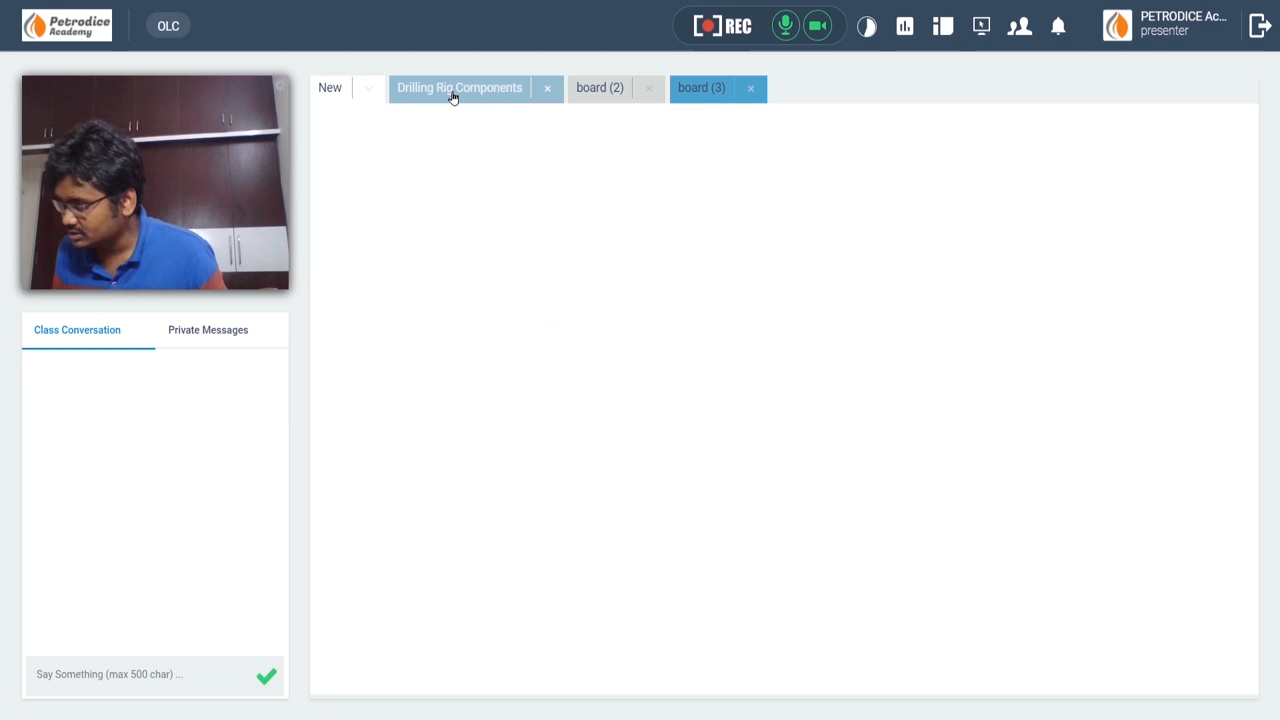 Petrodice
Academy
OLC
REC
PETRODICE Ac...
presenter
New
Drilling Rig Components
board (2)
board (3)
Class Conversation
Private Messages
Say Something (max 500 char) ...